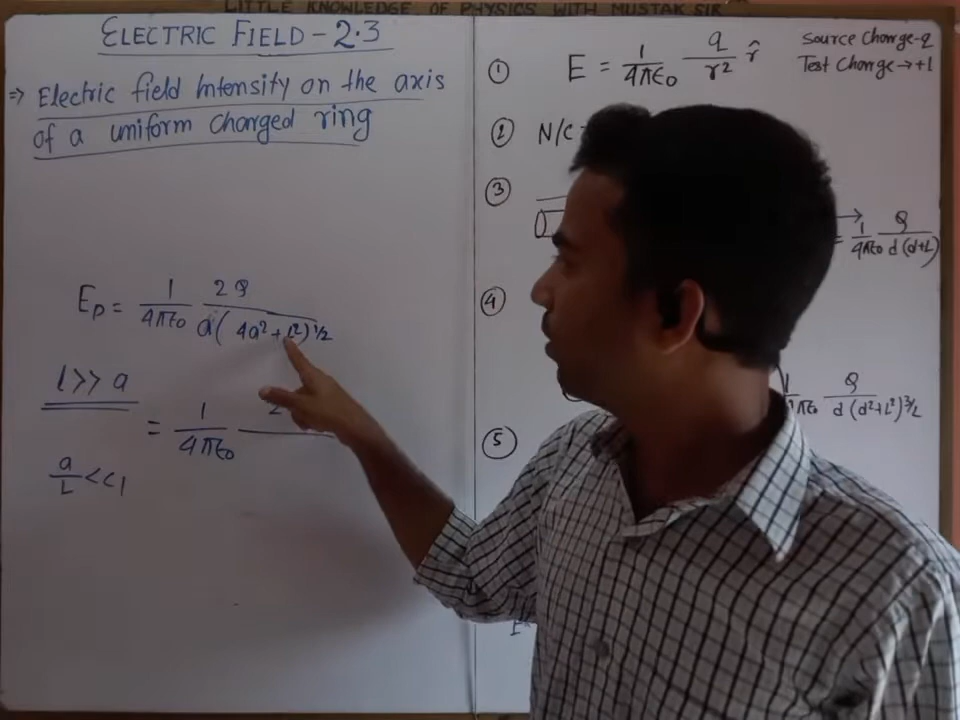 LITTLE KNOWLEDGE OF PHYSICS WITH MUSTAK SIR
ELECTRIC FIELD - 2.3
⇒ Electric field Intensity on the axis
of a uniform charged ring
Ep = 1/4πε0 2Q/a(4a²+l²)^1/2
l >> a
= 1/4πε0 2
a/L << 1
① E = 1/4πε0 q/r² r̂
Source Charge-q
Test Charge → +1
② N/C
③ = 1/4πε0 Q/d(d+L)
④ 1/4πε0 Q/d(d²+L²)^3/2
⑤
E